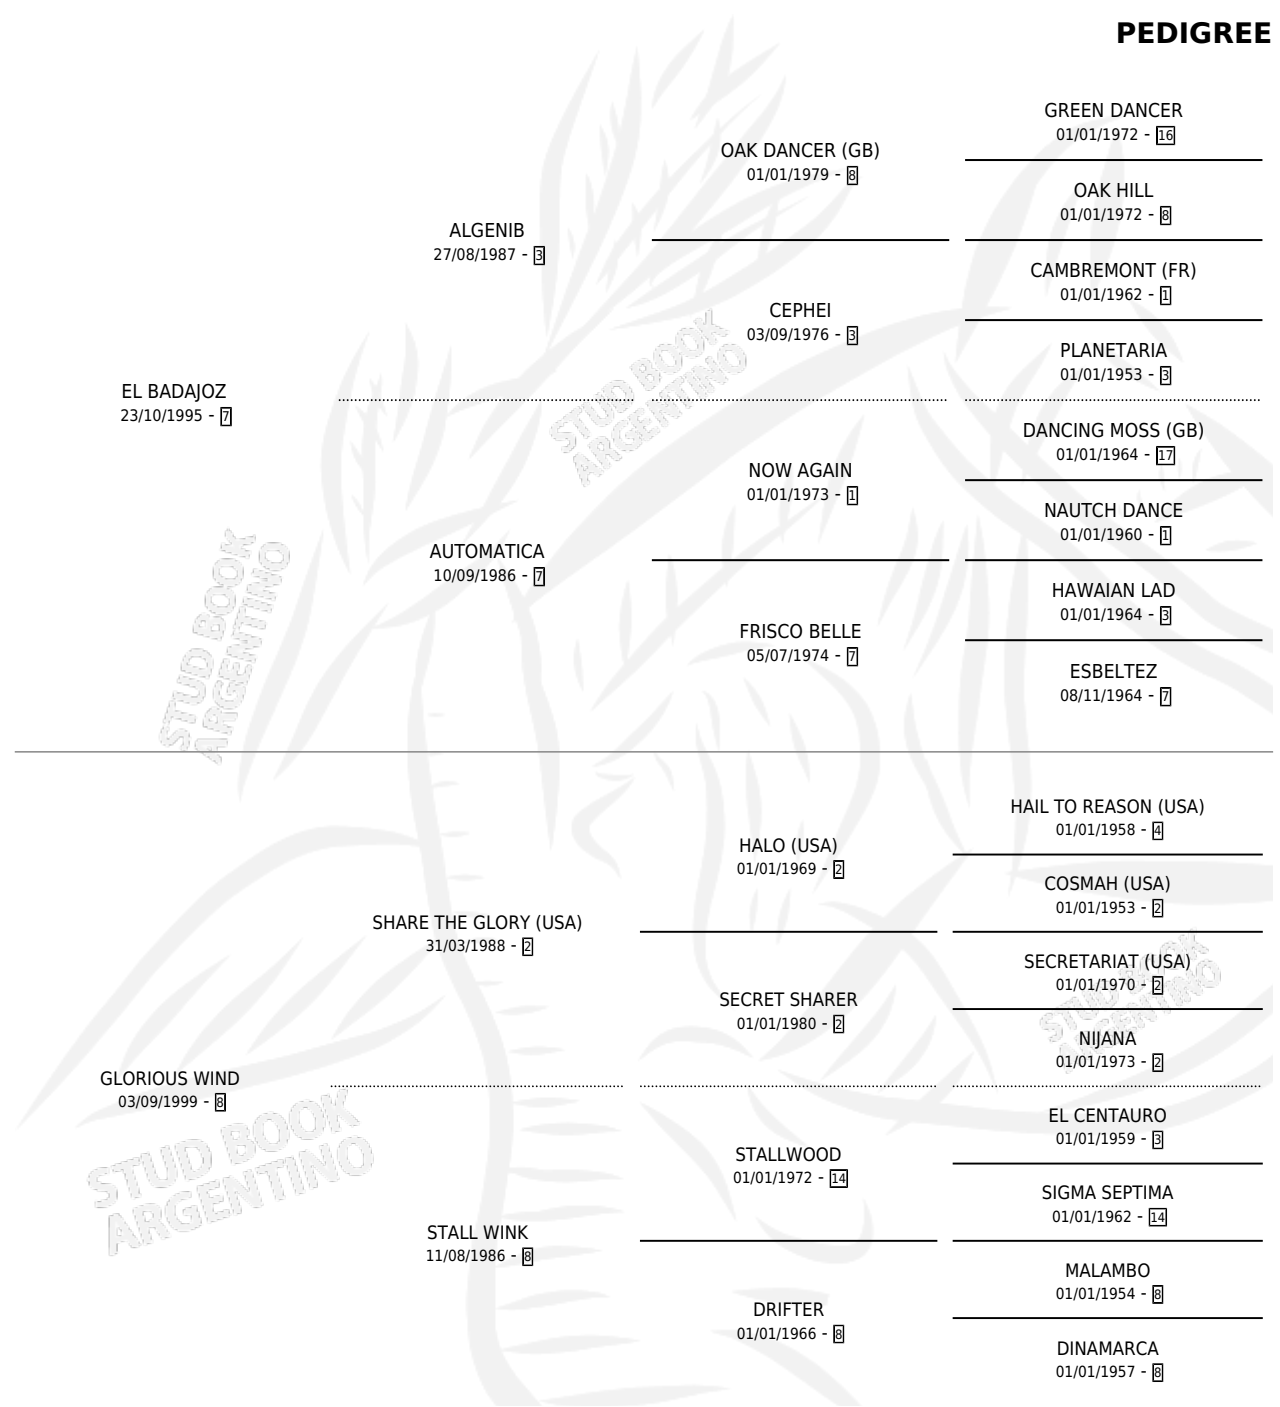 PEDIGREE
GREEN DANCER
01/01/1972 - 16
OAK DANCER (GB)
01/01/1979 - 8
OAK HILL
01/01/1972 - 8
ALGENIB
27/08/1987 - 3
CAMBREMONT (FR)
01/01/1962 - 1
CEPHEI
03/09/1976 - 3
PLANETARIA
01/01/1953 - 3
EL BADAJOZ
23/10/1995 - 7
DANCING MOSS (GB)
01/01/1964 - 17
NOW AGAIN
01/01/1973 - 1
NAUTCH DANCE
01/01/1960 - 1
AUTOMATICA
10/09/1986 - 7
HAWAIAN LAD
01/01/1964 - 3
FRISCO BELLE
05/07/1974 - 7
ESBELTEZ
08/11/1964 - 7
HAIL TO REASON (USA)
01/01/1958 - 4
HALO (USA)
01/01/1969 - 2
COSMAH (USA)
01/01/1953 - 2
SHARE THE GLORY (USA)
31/03/1988 - 2
SECRETARIAT (USA)
01/01/1970 - 2
SECRET SHARER
01/01/1980 - 2
NIJANA
01/01/1973 - 2
GLORIOUS WIND
03/09/1999 - 8
EL CENTAURO
01/01/1959 - 3
STALLWOOD
01/01/1972 - 14
SIGMA SEPTIMA
01/01/1962 - 14
STALL WINK
11/08/1986 - 8
MALAMBO
01/01/1954 - 8
DRIFTER
01/01/1966 - 8
DINAMARCA
01/01/1957 - 8
STUD BOOK
ARGENTINO
STUD BOOK
ARGENTINO
STUD BOOK
ARGENTINO
STUD BOOK
ARGENTINO